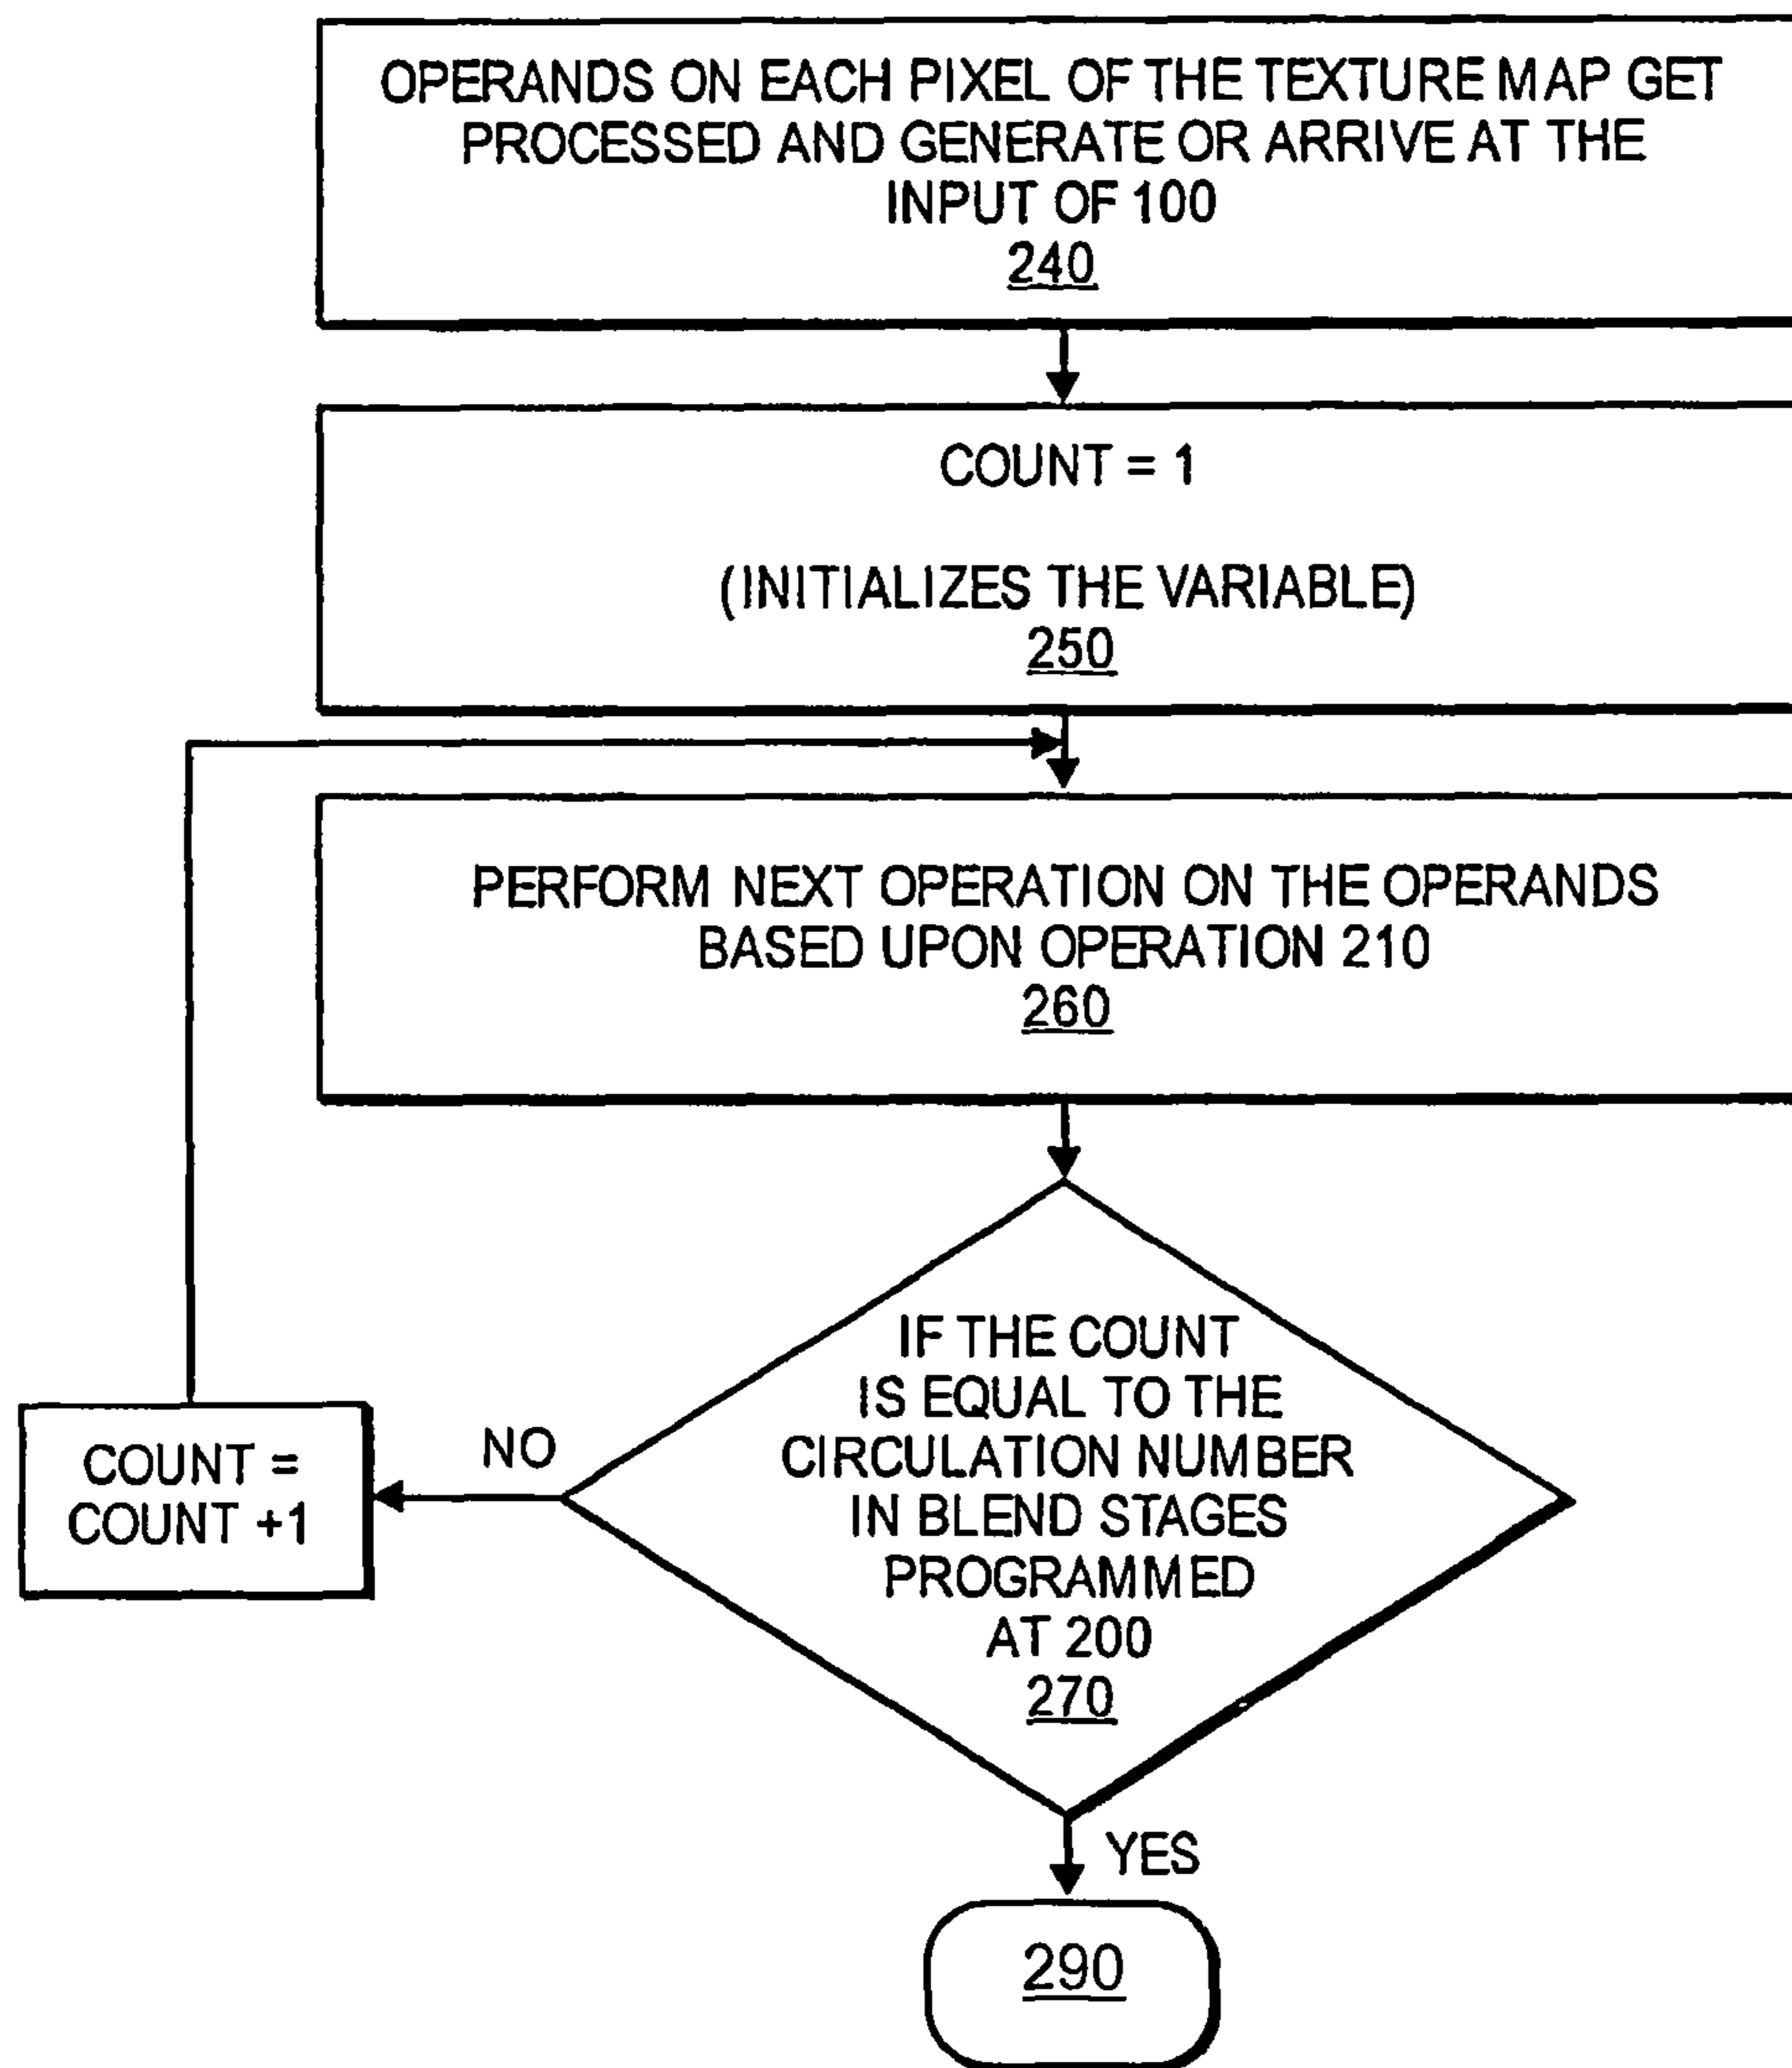 OPERANDS ON EACH PIXEL OF THE TEXTURE MAP GET
PROCESSED AND GENERATE OR ARRIVE AT THE
INPUT OF 100
240
COUNT = 1
(INITIALIZES THE VARIABLE)
250
PERFORM NEXT OPERATION ON THE OPERANDS
BASED UPON OPERATION 210
260
IF THE COUNT
IS EQUAL TO THE
CIRCULATION NUMBER
IN BLEND STAGES
PROGRAMMED
AT 200
270
NO
COUNT =
COUNT +1
YES
290